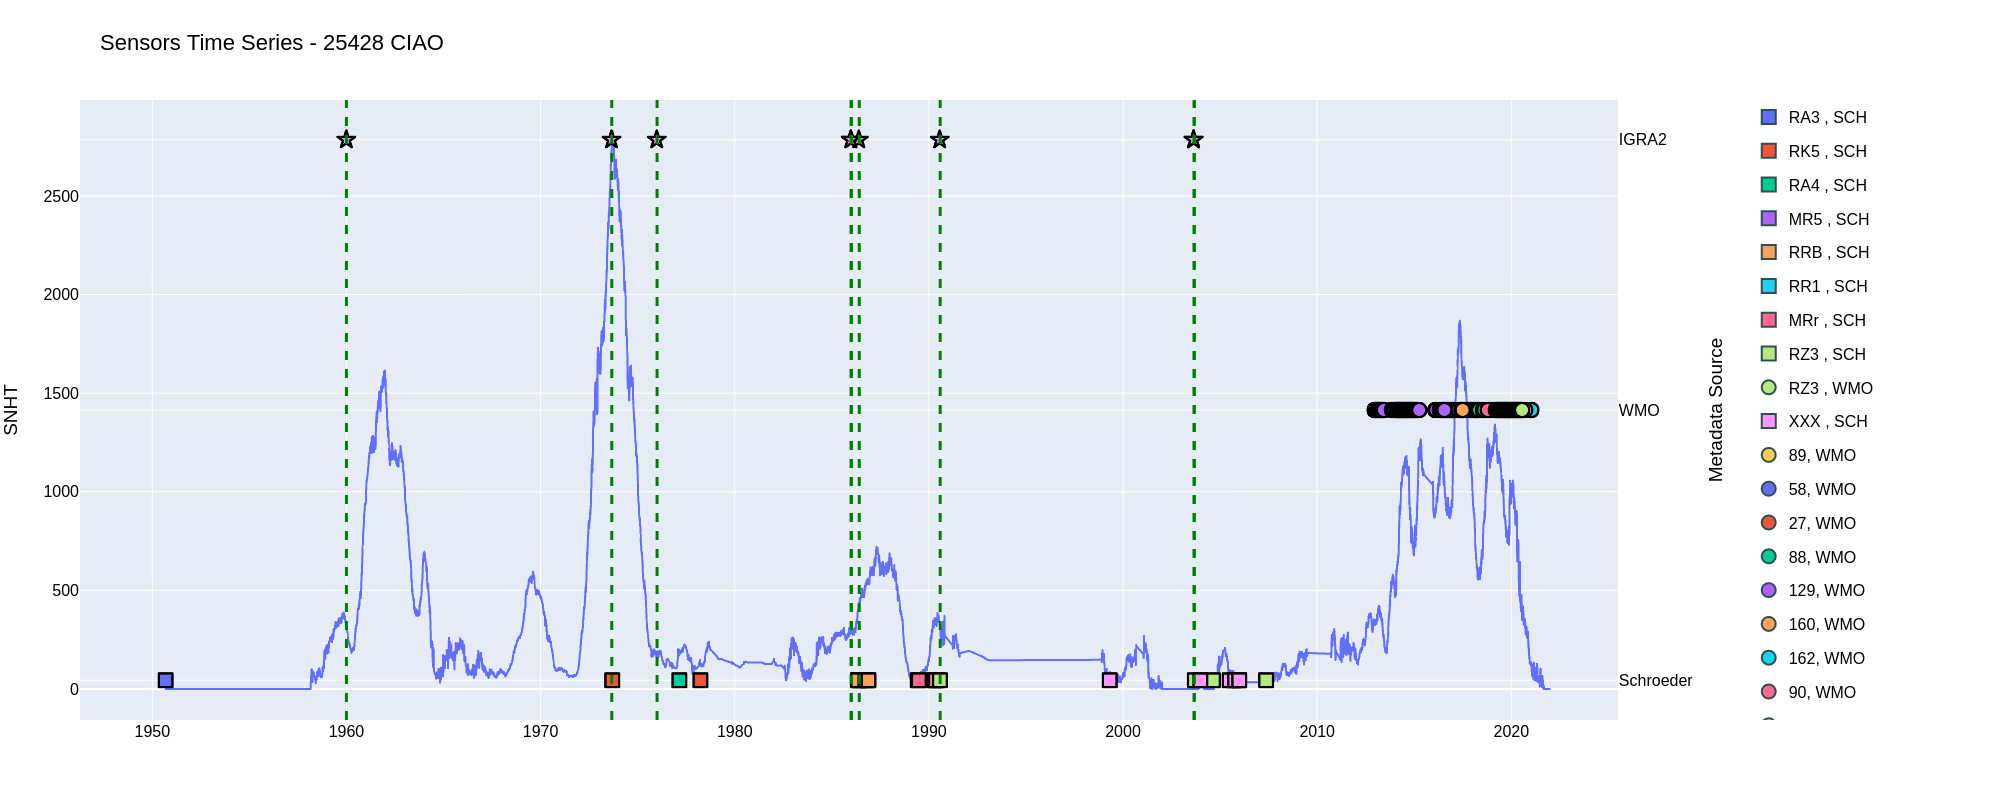 Sensors Time Series - 25428 CIAO
SNHT
2500
2000
1500
1000
500
0
1950
1960
1970
1980
1990
2000
2010
2020
IGRA2
WMO
Schroeder
Metadata Source
RA3 , SCH
RK5 , SCH
RA4 , SCH
MR5 , SCH
RRB , SCH
RR1 , SCH
MRr , SCH
RZ3 , SCH
RZ3 , WMO
XXX , SCH
89, WMO
58, WMO
27, WMO
88, WMO
129, WMO
160, WMO
162, WMO
90, WMO